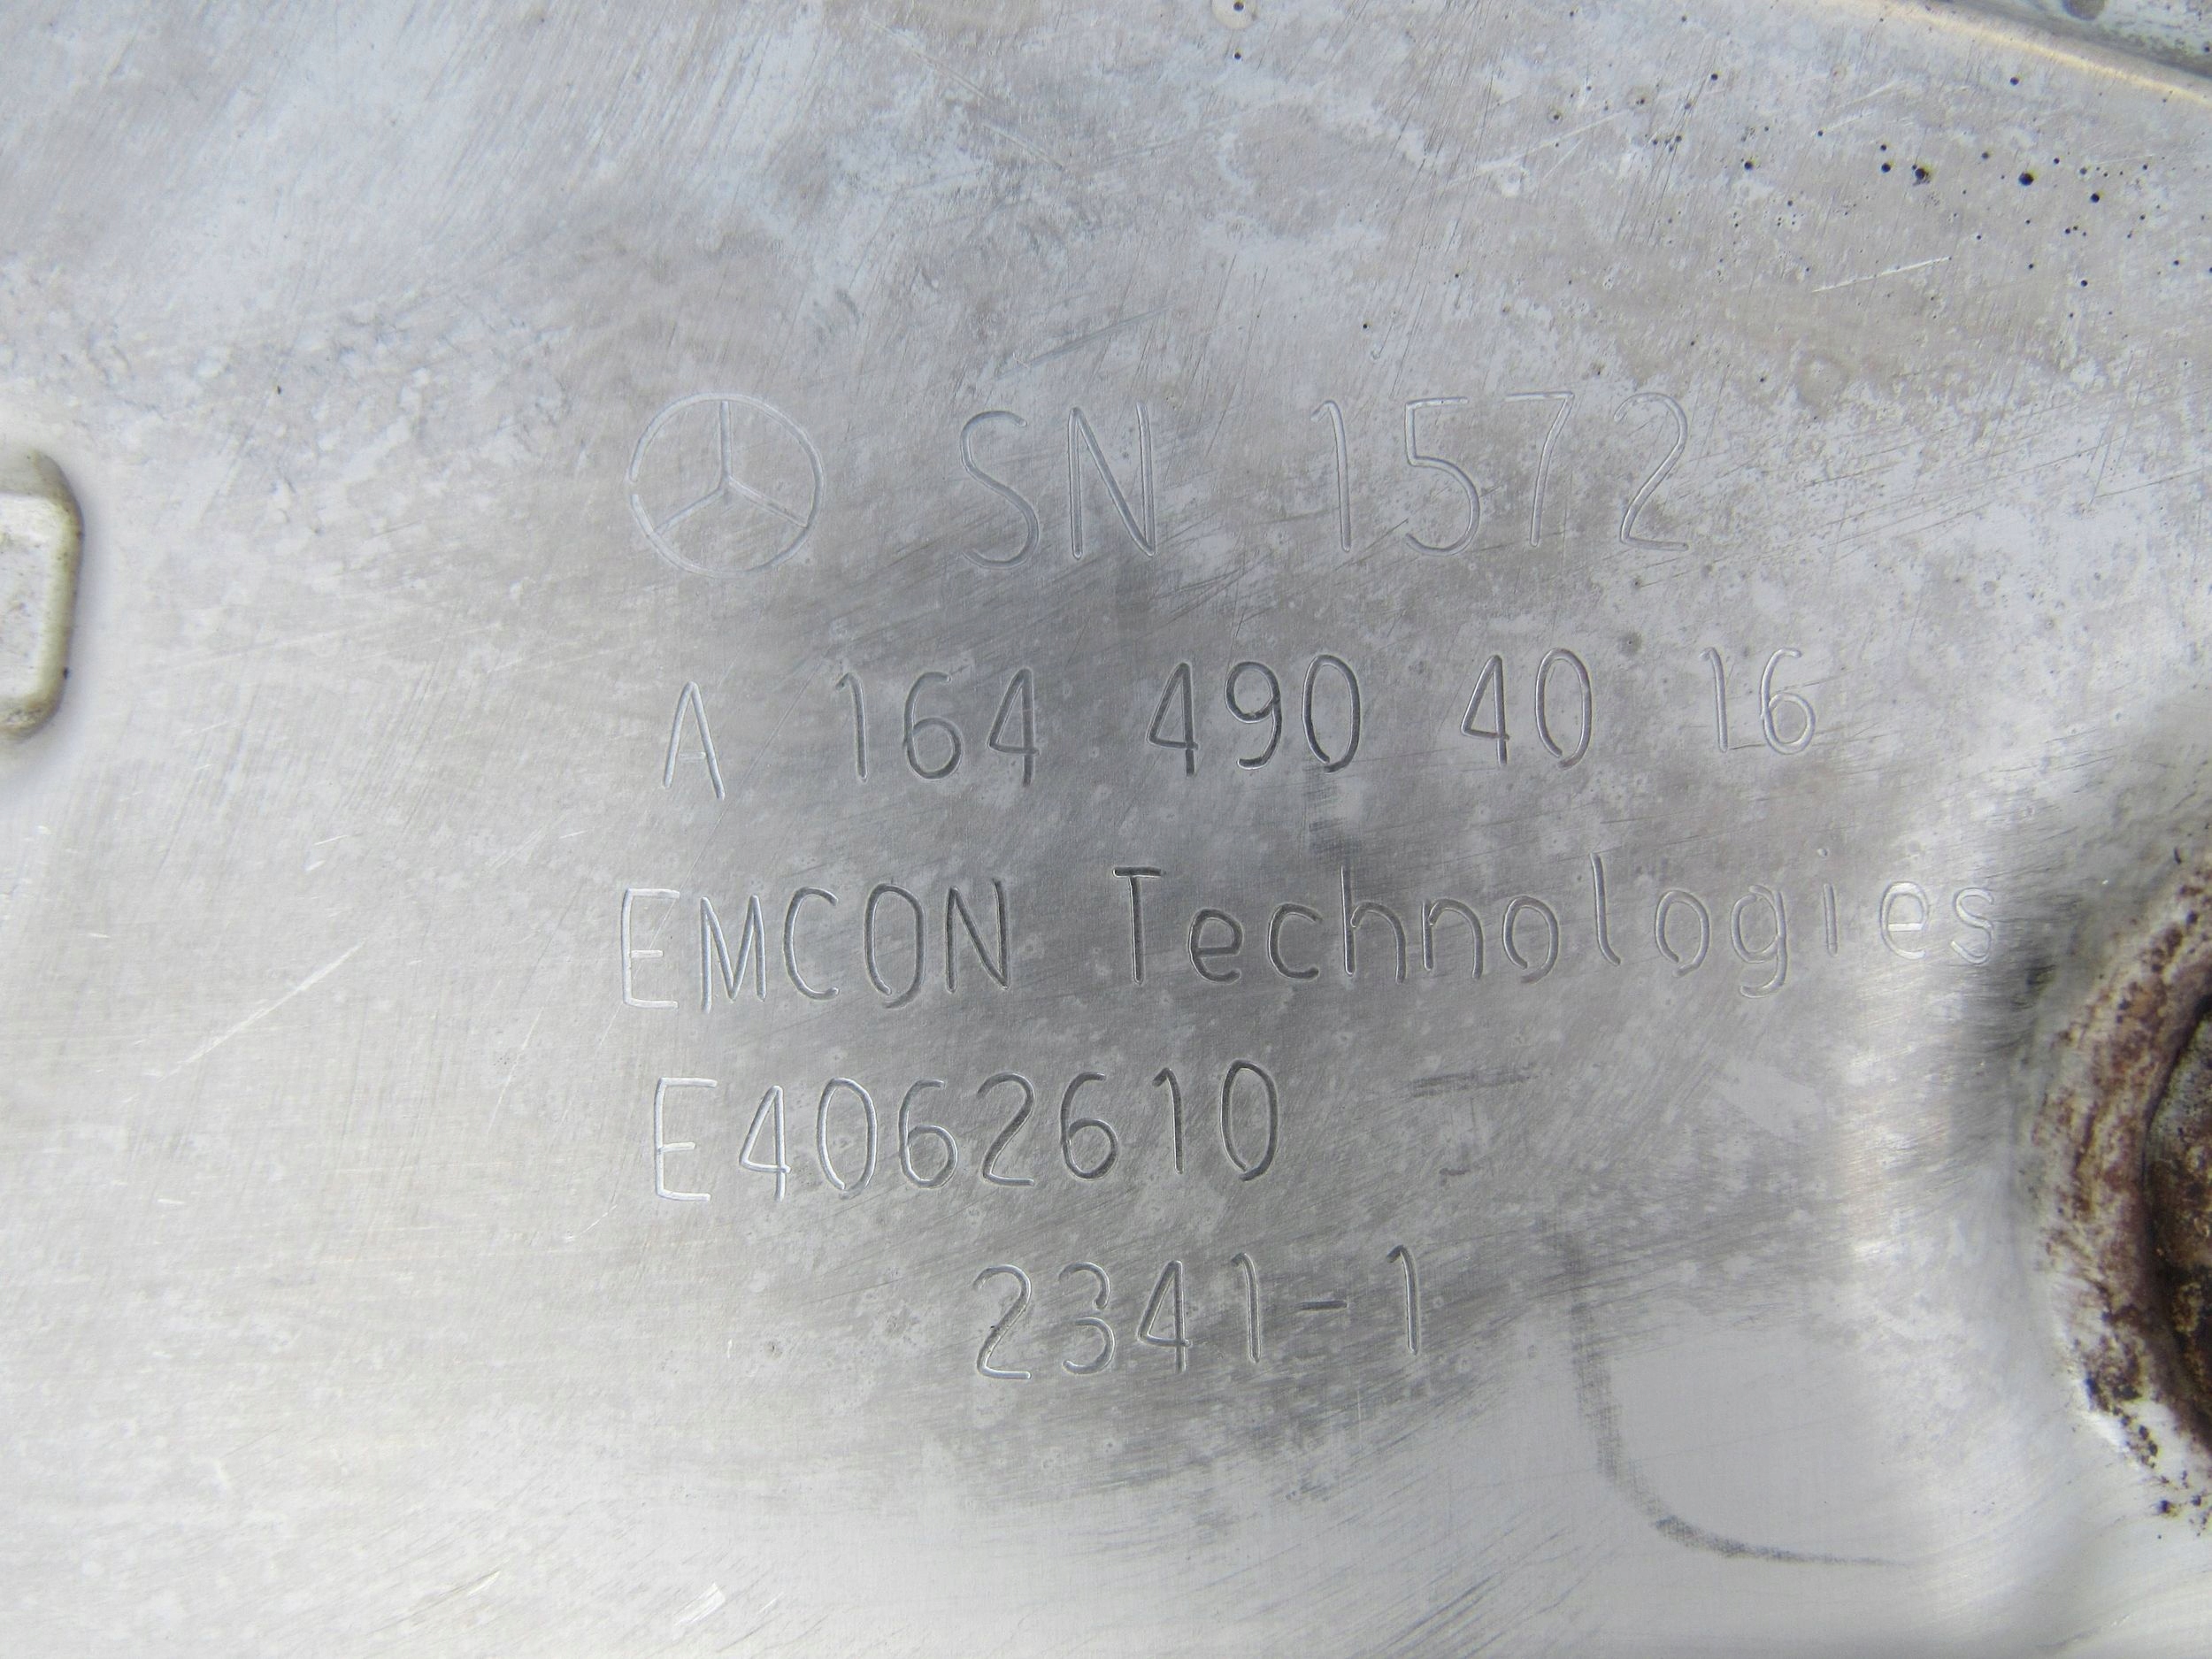 SN 1572
A 164 490 40 16
EMCON Technologies
E4062610
2341-1